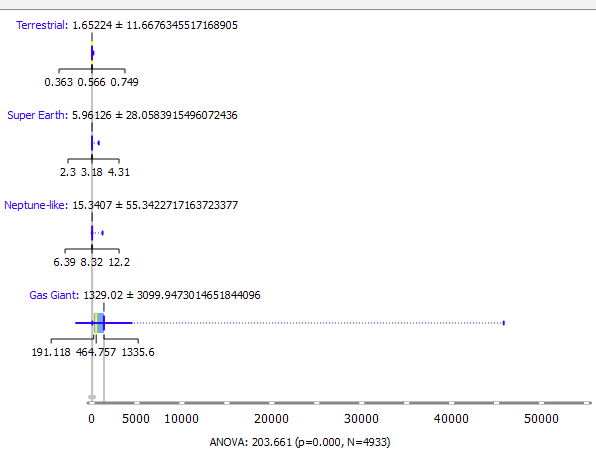 Terrestrial: 1.65224 ± 11.6676345517168905
0.363 0.566 0.749
Super Earth: 5.96126 ± 28.0583915496072436
2.3 3.18 4.31
Neptune-like: 15.3407 ± 55.3422717163723377
6.39 8.32 12.2
Gas Giant: 1329.02 ± 3099.9473014651844096
191.118 464.757 1335.6
0 5000 10000 20000 30000 40000 50000
ANOVA: 203.661 (p=0.000, N=4933)